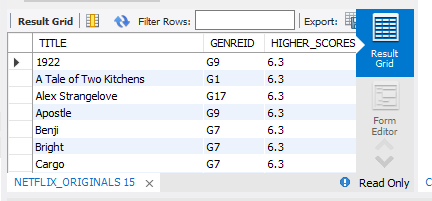 Result Grid Filter Rows: Export:
TITLE GENREID HIGHER_SCORES
1922 G9 6.3
A Tale of Two Kitchens G1 6.3
Alex Strangelove G17 6.3
Apostle G9 6.3
Benji G7 6.3
Bright G7 6.3
Cargo G7 6.3
Result
Grid
Form
Editor
NETFLIX_ORIGINALS 15
Read Only